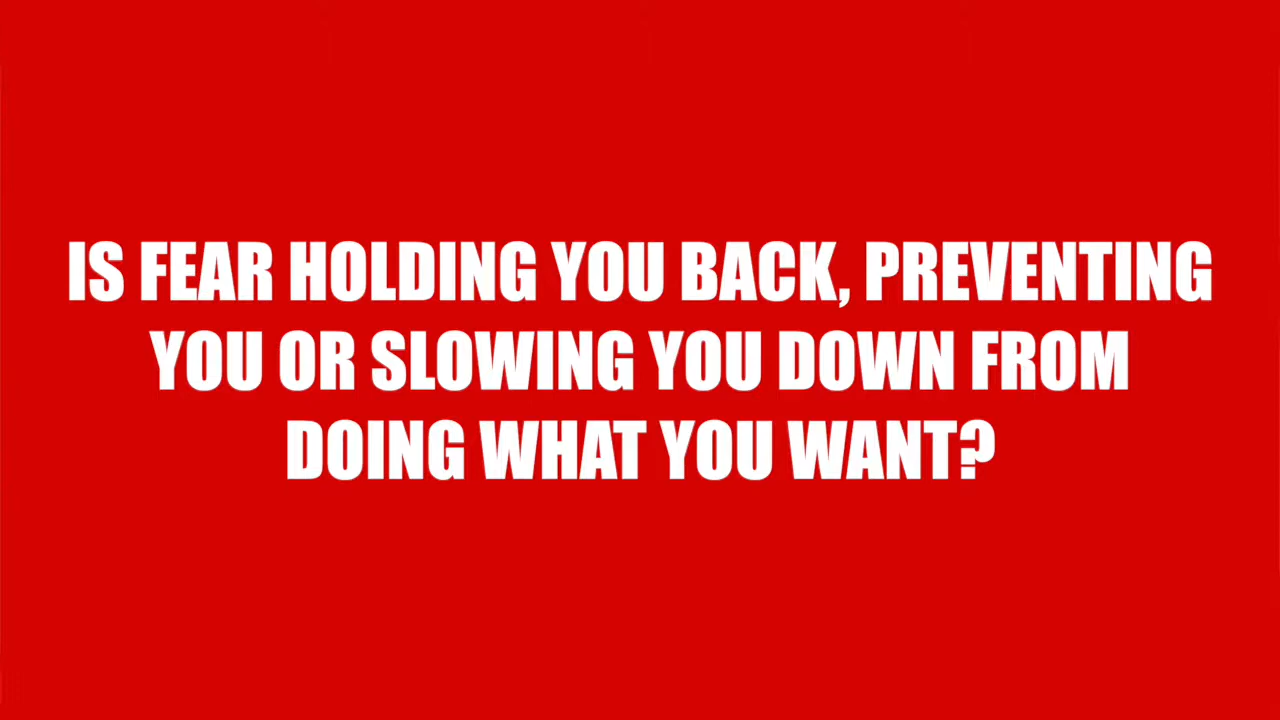 IS FEAR HOLDING YOU BACK, PREVENTING
YOU OR SLOWING YOU DOWN FROM
DOING WHAT YOU WANT?